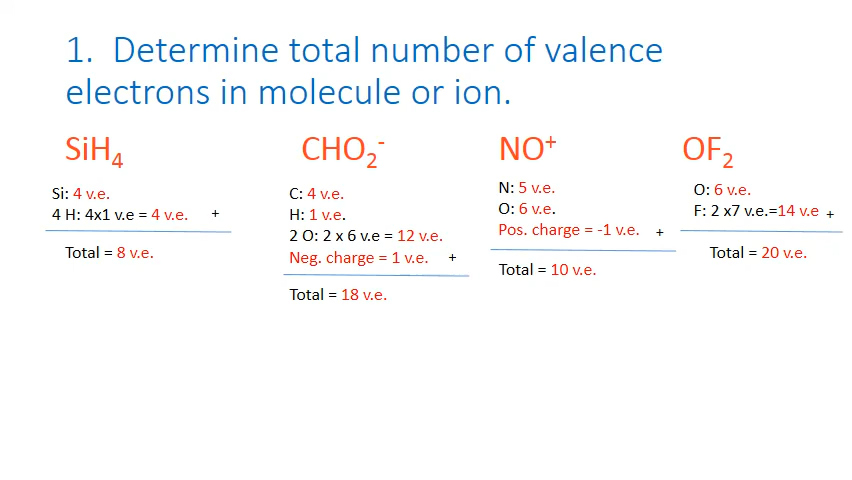 1. Determine total number of valence
electrons in molecule or ion.
SiH₄
Si: 4 v.e.
4 H: 4x1 v.e = 4 v.e. +
Total = 8 v.e.
CHO₂⁻
C: 4 v.e.
H: 1 v.e.
2 O: 2 x 6 v.e = 12 v.e.
Neg. charge = 1 v.e. +
Total = 18 v.e.
NO⁺
N: 5 v.e.
O: 6 v.e.
Pos. charge = -1 v.e. +
Total = 10 v.e.
OF₂
O: 6 v.e.
F: 2 x7 v.e.=14 v.e +
Total = 20 v.e.